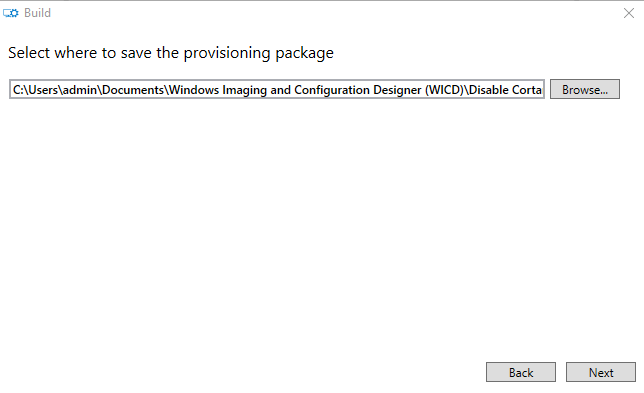 Build
Select where to save the provisioning package
C:\Users\admin\Documents\Windows Imaging and Configuration Designer (WICD)\Disable Corta
Browse...
Back
Next